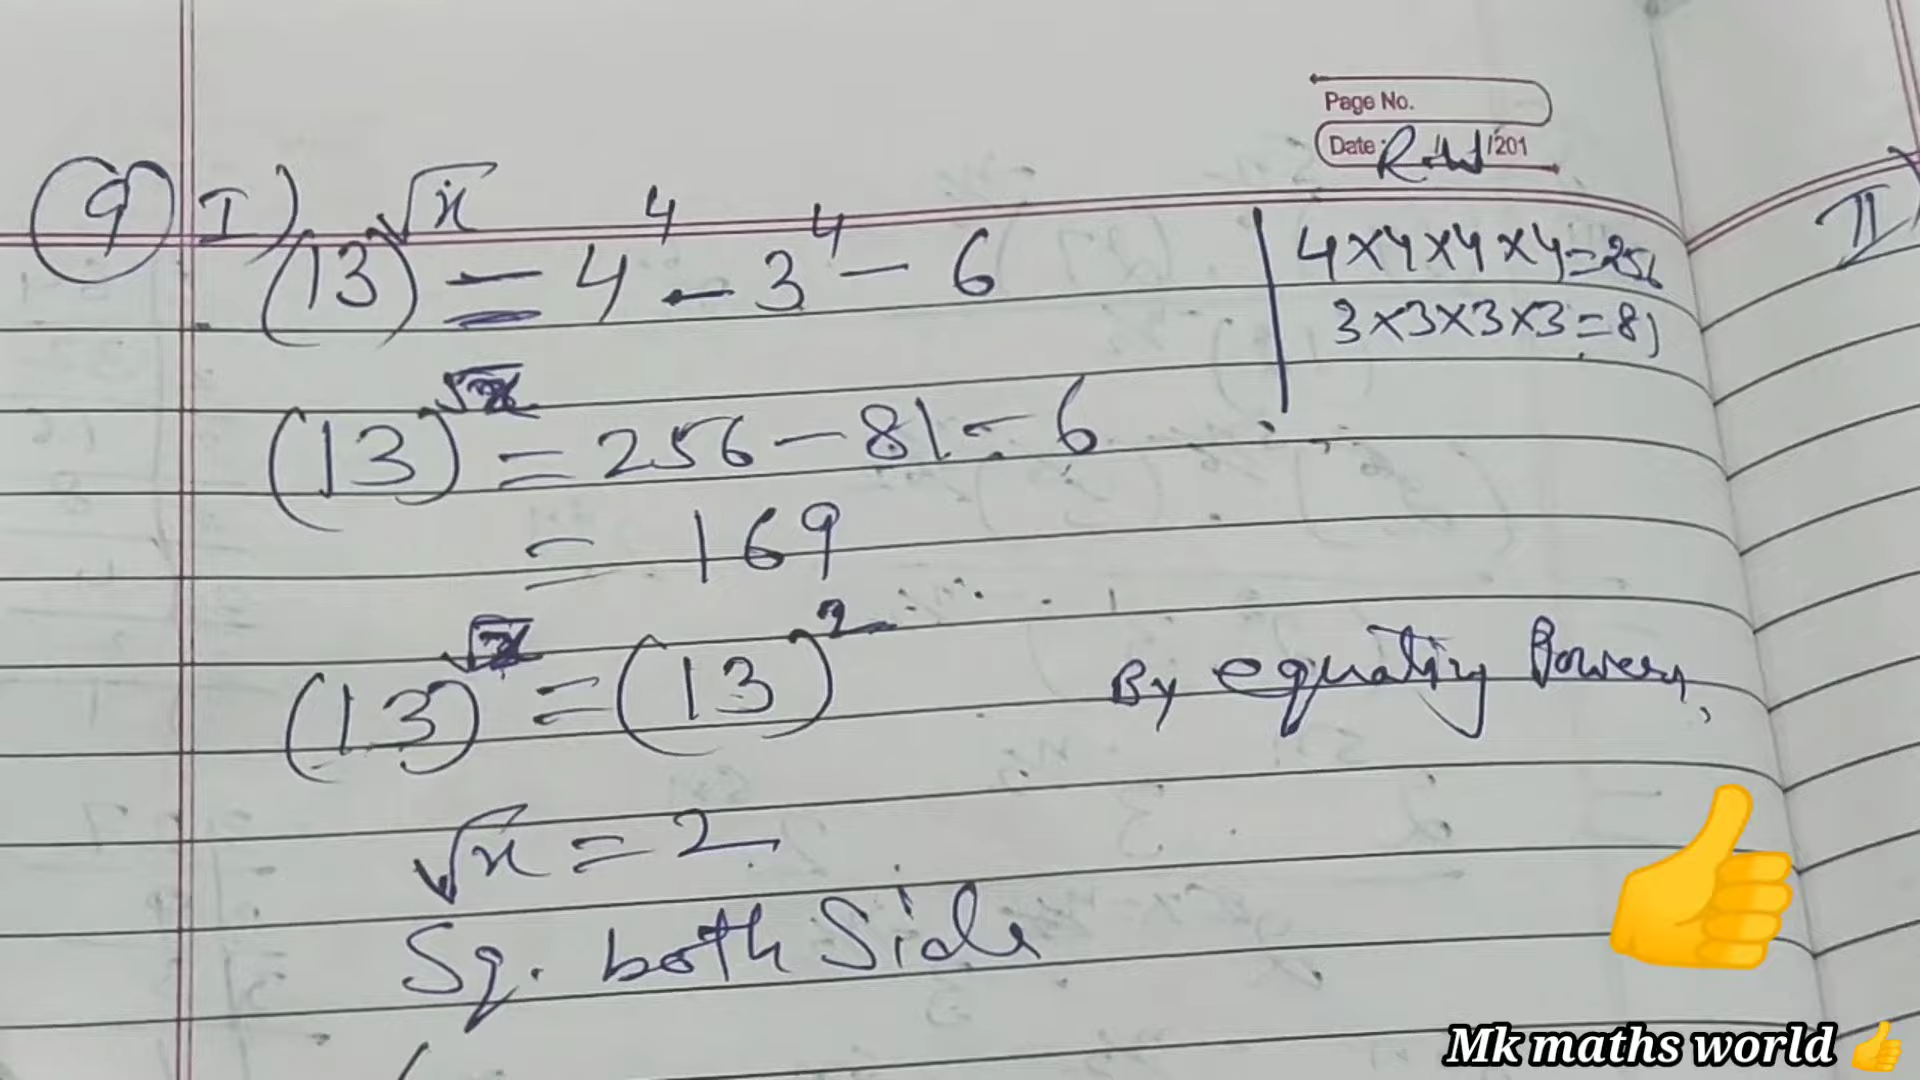 Page No.
Date: /201
9 I) (13)^√x = 4^4 - 3^4 - 6
4×4×4×4=256
3×3×3×3=81
II)
(13)^√x = 256 - 81 - 6
= 169
(13)^√x = (13)^2 By equating Powers,
√x = 2
Sq. both Side
Mk maths world 👍